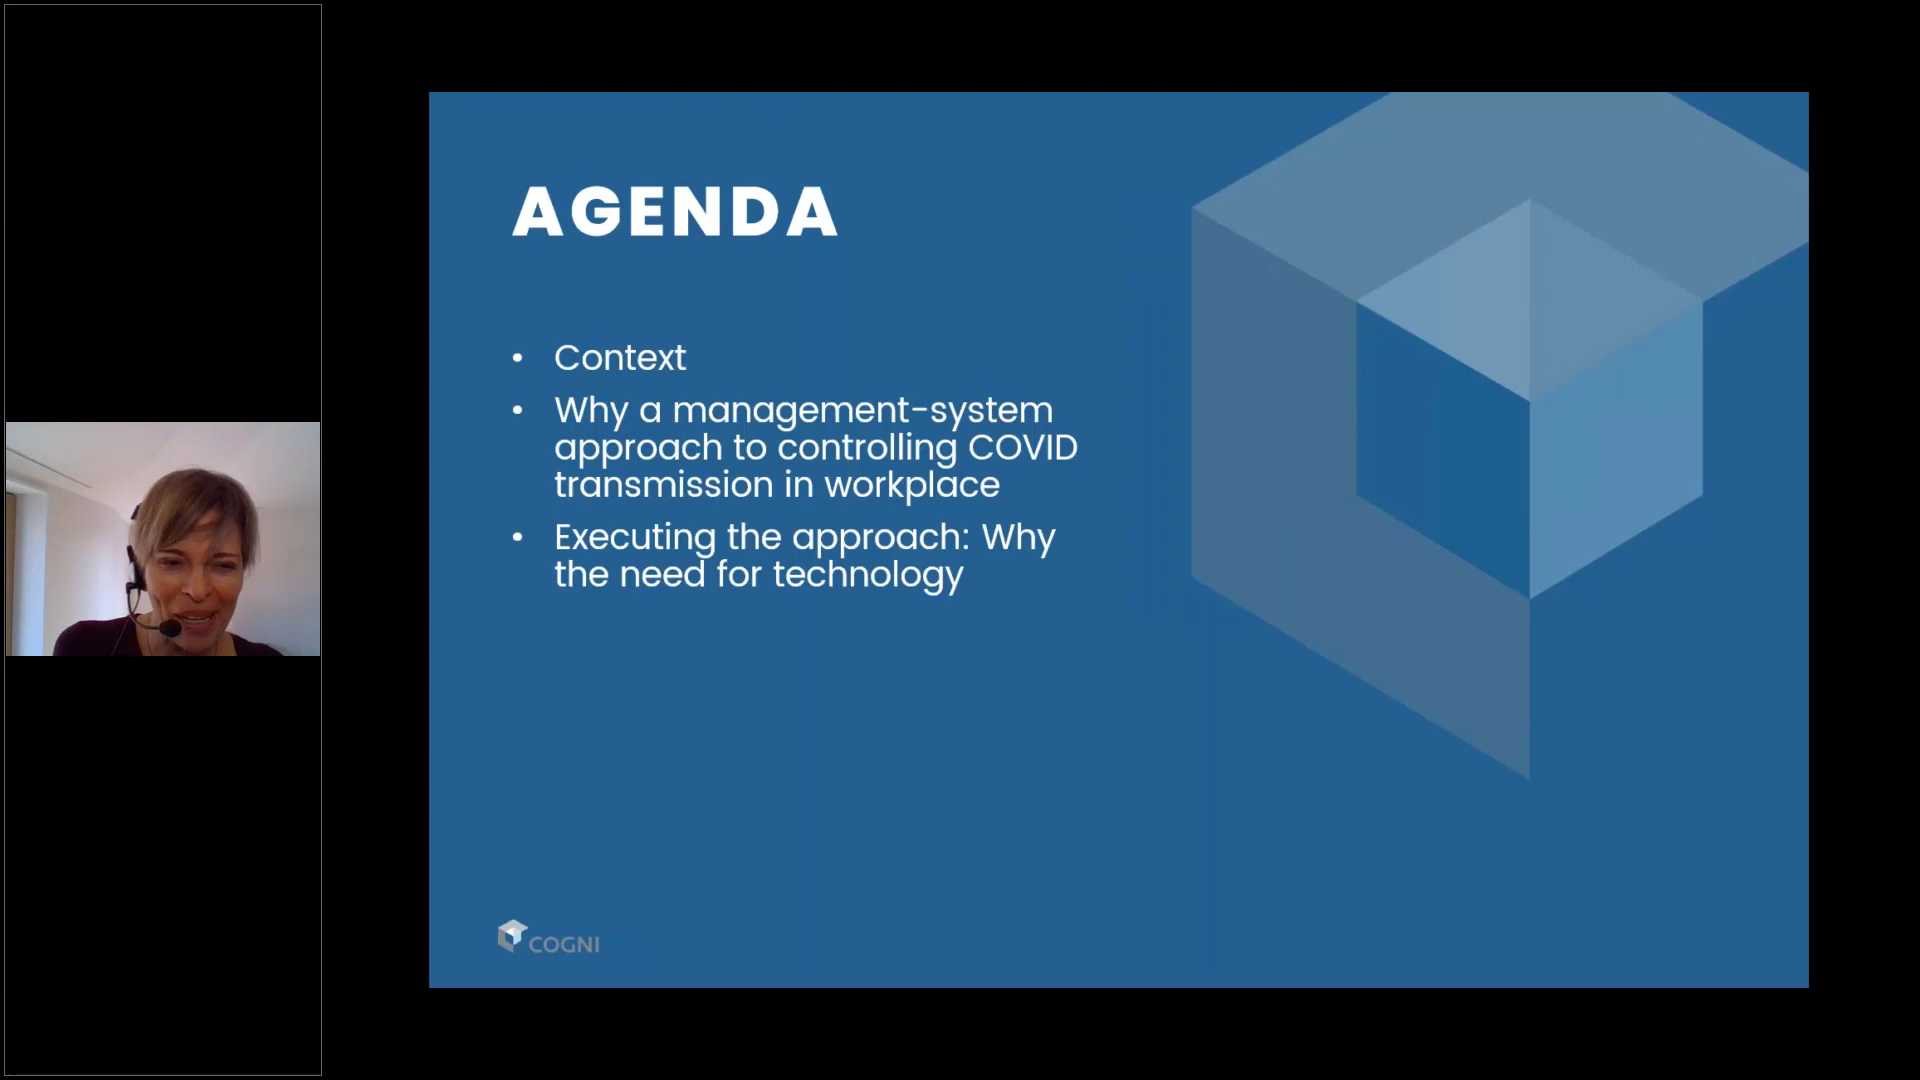 AGENDA
• Context
• Why a management-system
approach to controlling COVID
transmission in workplace
• Executing the approach: Why
the need for technology
COGNI